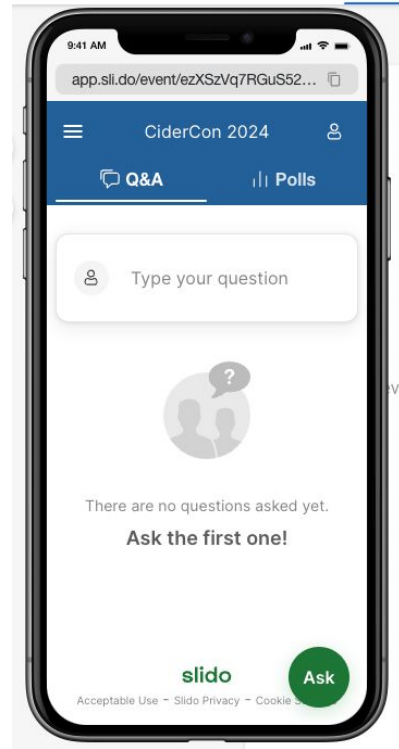 9:41 AM
app.sli.do/event/ezXSzVq7RGuS52...
CiderCon 2024
Q&A
Polls
Type your question
?
There are no questions asked yet.
Ask the first one!
slido
Ask
Acceptable Use - Slido Privacy - Cookie